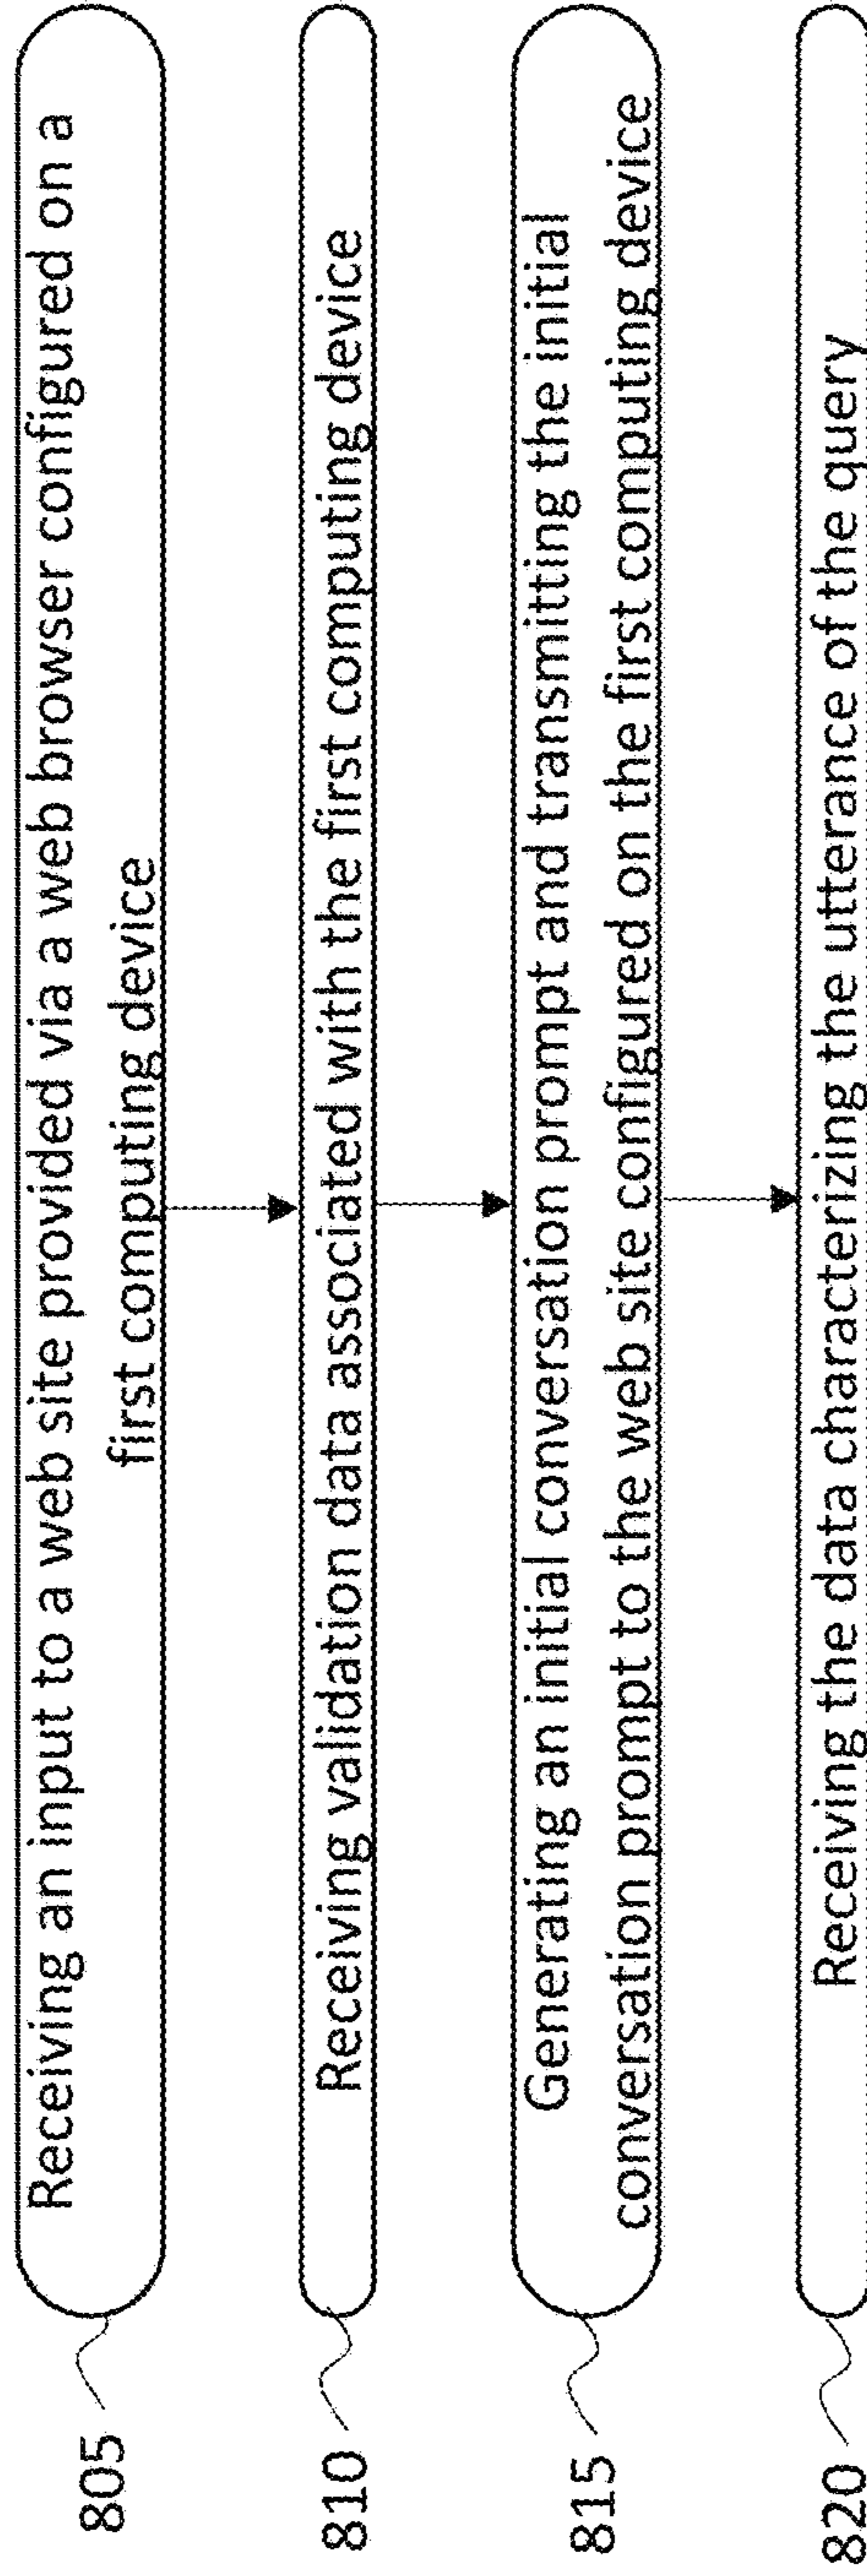 805
Receiving an input to a web site provided via a web browser configured on a
first computing device
810
Receiving validation data associated with the first computing device
815
Generating an initial conversation prompt and transmitting the initial
conversation prompt to the web site configured on the first computing device
820
Receiving the data characterizing the utterance of the query